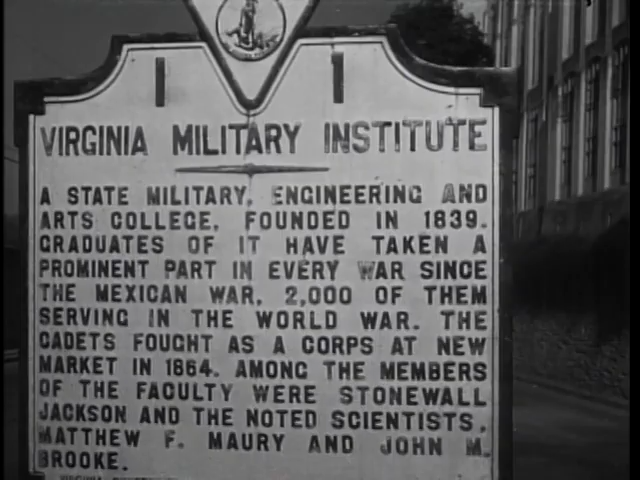 VIRGINIA MILITARY INSTITUTE
A STATE MILITARY, ENGINEERING AND
ARTS COLLEGE, FOUNDED IN 1839.
GRADUATES OF IT HAVE TAKEN A
PROMINENT PART IN EVERY WAR SINCE
THE MEXICAN WAR, 2,000 OF THEM
SERVING IN THE WORLD WAR. THE
CADETS FOUGHT AS A CORPS AT NEW
MARKET IN 1864. AMONG THE MEMBERS
OF THE FACULTY WERE STONEWALL
JACKSON AND THE NOTED SCIENTISTS,
MATTHEW F. MAURY AND JOHN M.
BROOKE.